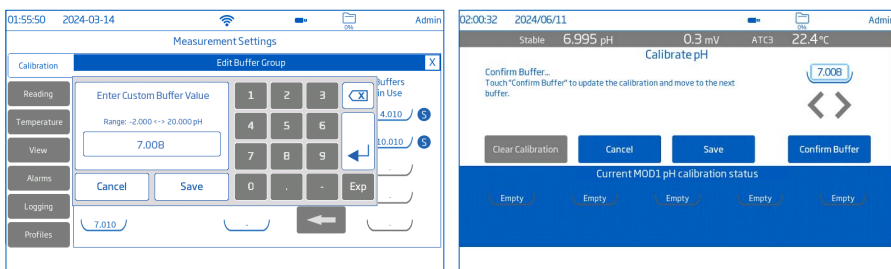 01:55:50 2024-03-14 0% Admin
Measurement Settings
Calibration
Edit Buffer Group X
Reading
Temperature
View
Alarms
Logging
Profiles
Buffers
in Use
4.010 S
10.010 S
Enter Custom Buffer Value
Range: -2.000 <-> 20.000 pH
7.008
Cancel Save
1 2 3 X
4 5 6
7 8 9
0 . - Exp
7.010
02:00:32 2024/06/11 0% Admin
Stable 6.995 pH 0.3 mV ATC3 22.4°C
Calibrate pH
Confirm Buffer...
Touch "Confirm Buffer" to update the calibration and move to the next
buffer.
7.008
< >
Clear Calibration Cancel Save Confirm Buffer
Current MOD1 pH calibration status
Empty Empty Empty Empty Empty